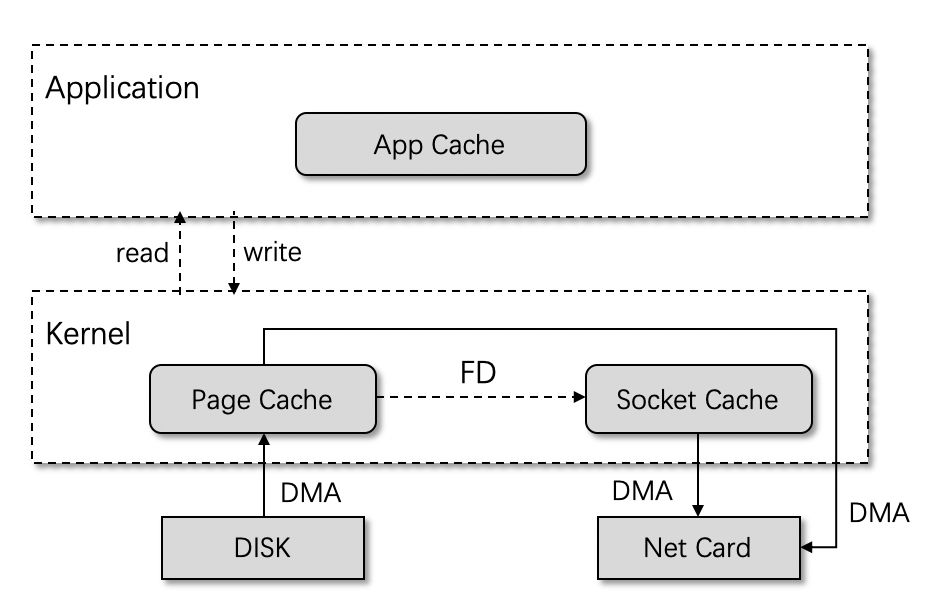 Application
App Cache
read
write
Kernel
FD
Page Cache
Socket Cache
DMA
DMA
DMA
DISK
Net Card